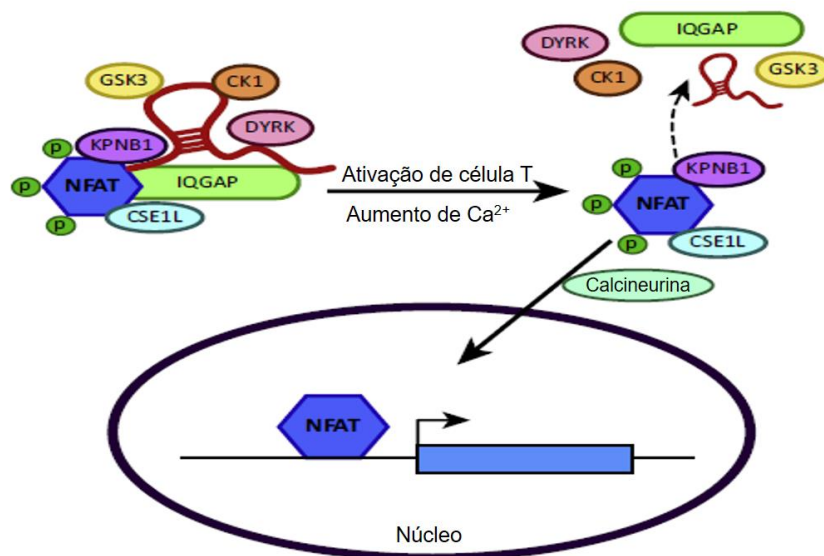 GSK3
CK1
DYRK
KPNB1
P
P
P
NFAT
IQGAP
CSE1L
Ativação de célula T
Aumento de Ca²⁺
IQGAP
DYRK
CK1
GSK3
KPNB1
P
P
P
NFAT
CSE1L
Calcineurina
NFAT
Núcleo